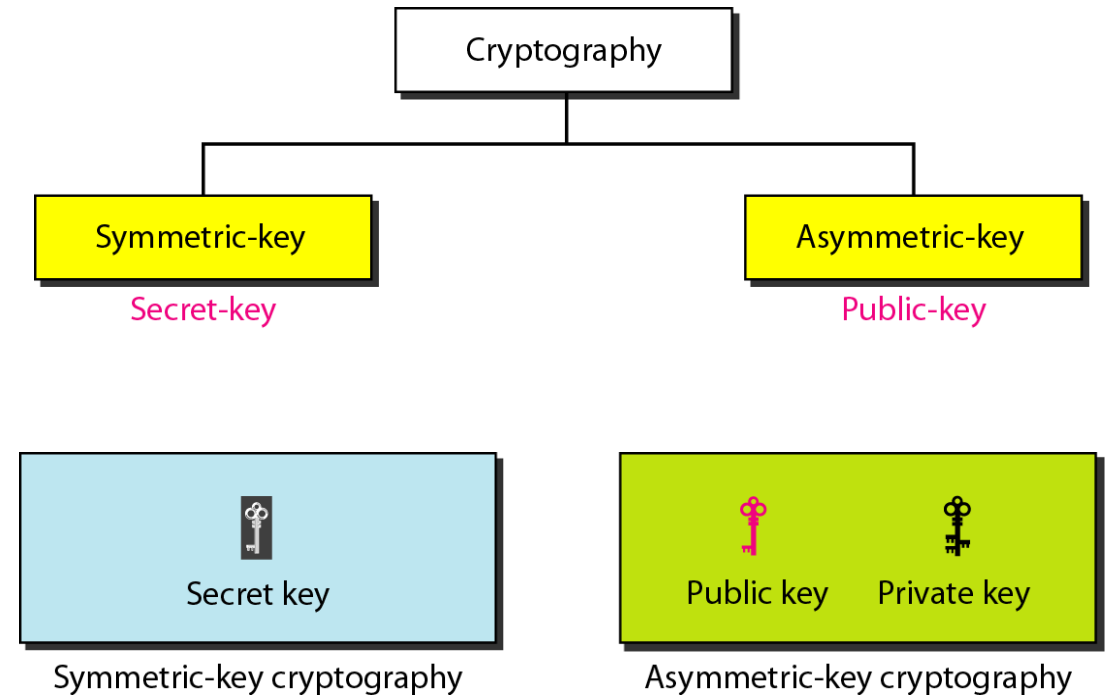 Cryptography
Symmetric-key
Asymmetric-key
Secret-key
Public-key
Secret key
Public key
Private key
Symmetric-key cryptography
Asymmetric-key cryptography